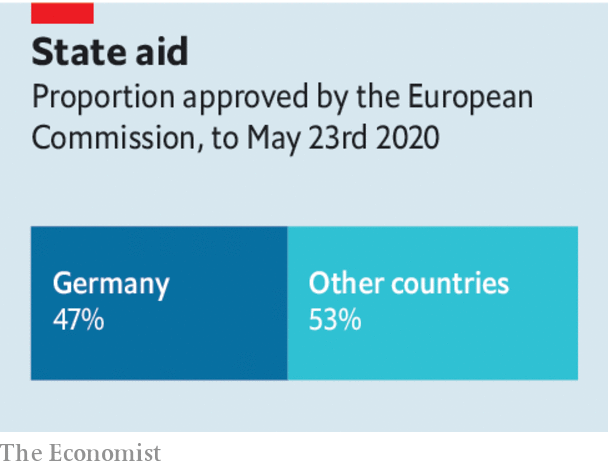 State aid
Proportion approved by the European
Commission, to May 23rd 2020
Germany
47%
Other countries
53%
The Economist